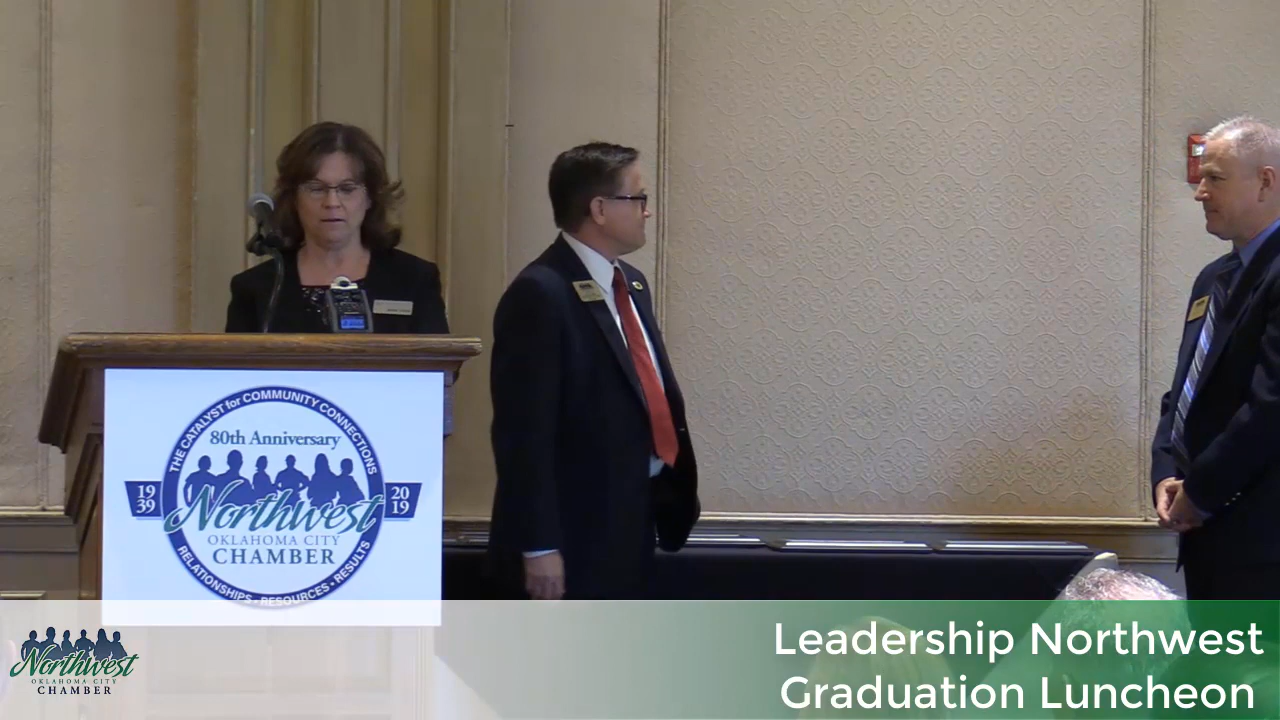 THE CATALYST for COMMUNITY CONNECTIONS
80th Anniversary
19
39
20
19
Northwest
OKLAHOMA CITY
CHAMBER
RELATIONSHIPS • RESOURCES • RESULTS
Northwest
OKLAHOMA CITY
CHAMBER
Leadership Northwest
Graduation Luncheon